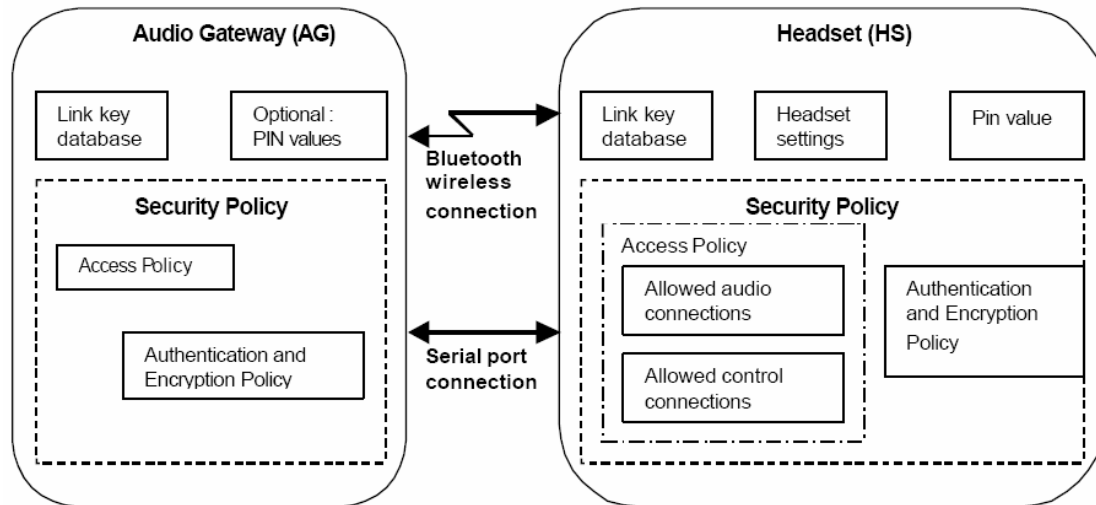 Audio Gateway (AG)
Link key
database
Optional :
PIN values
Security Policy
Access Policy
Authentication and
Encryption Policy
Bluetooth
wireless
connection
Serial port
connection
Headset (HS)
Link key
database
Headset
settings
Pin value
Security Policy
Access Policy
Allowed audio
connections
Allowed control
connections
Authentication
and Encryption
Policy